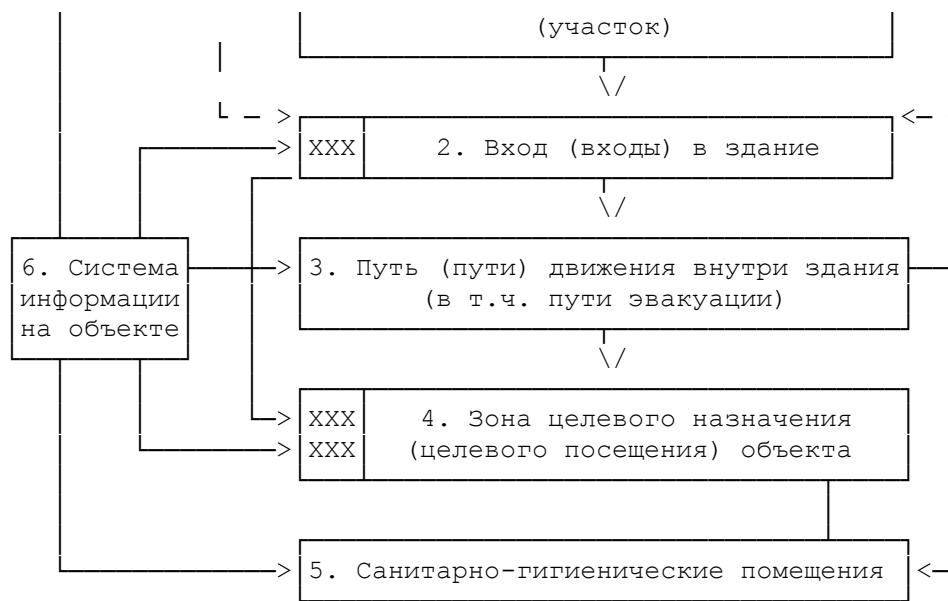 (участок)
XXX 2. Вход (входы) в здание
6. Система
информации
на объекте
3. Путь (пути) движения внутри здания
(в т.ч. пути эвакуации)
XXX 4. Зона целевого назначения
XXX (целевого посещения) объекта
5. Санитарно-гигиенические помещения